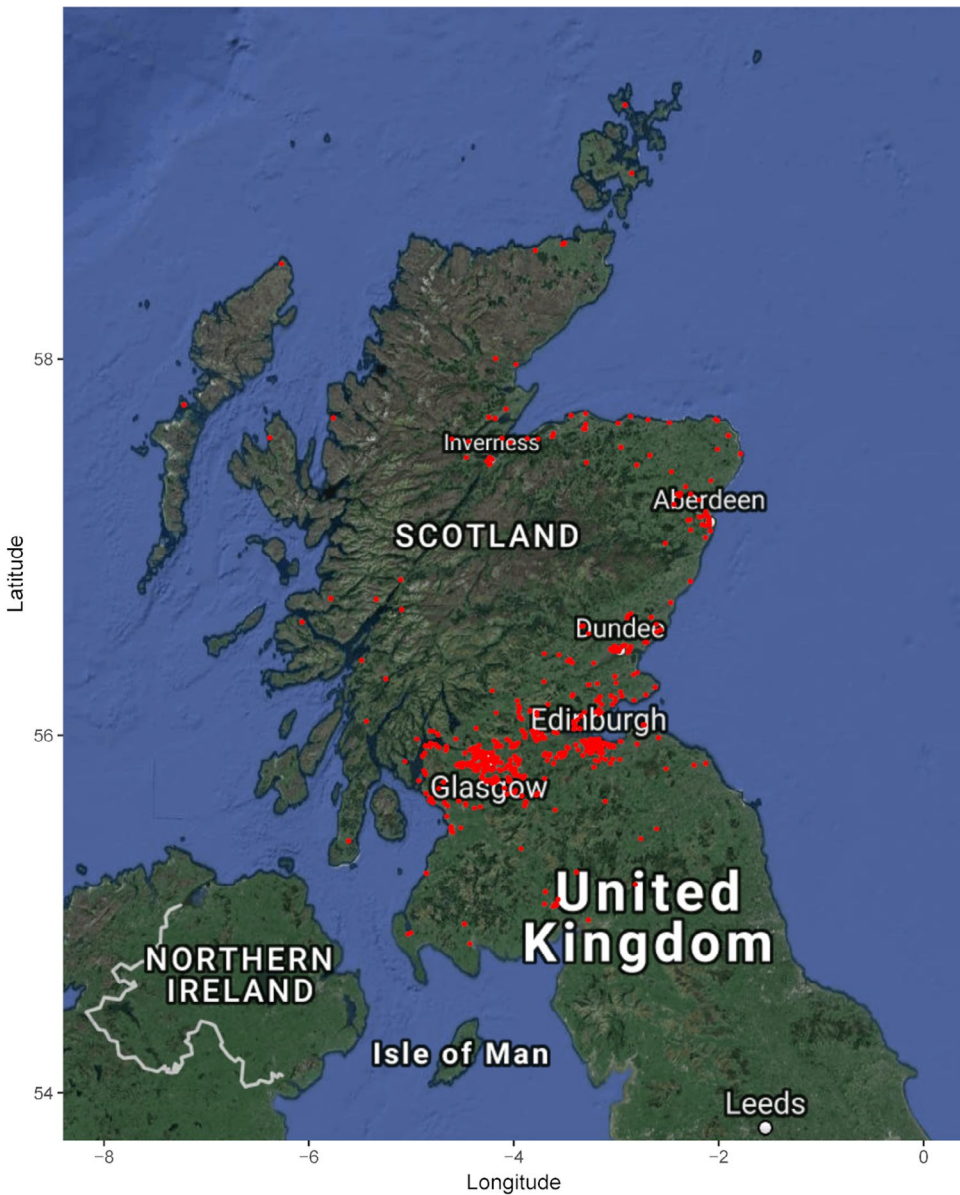 58
Inverness
Aberdeen
SCOTLAND
Latitude
Dundee
56
Edinburgh
Glasgow
United
Kingdom
NORTHERN
IRELAND
Isle of Man
54
Leeds
−8
−6
−4
−2
0
Longitude